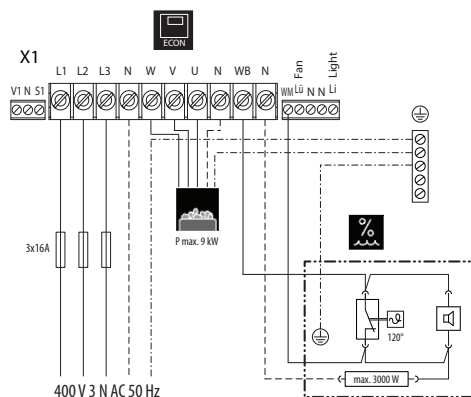 ECON
X1
L1 L2 L3 N W V U N WB N
V1 N S1
WM
Fan
Lü N N
Light
Li
3x16A
P max. 9 kW
%
120°
max. 3000 W
400 V 3 N AC 50 Hz